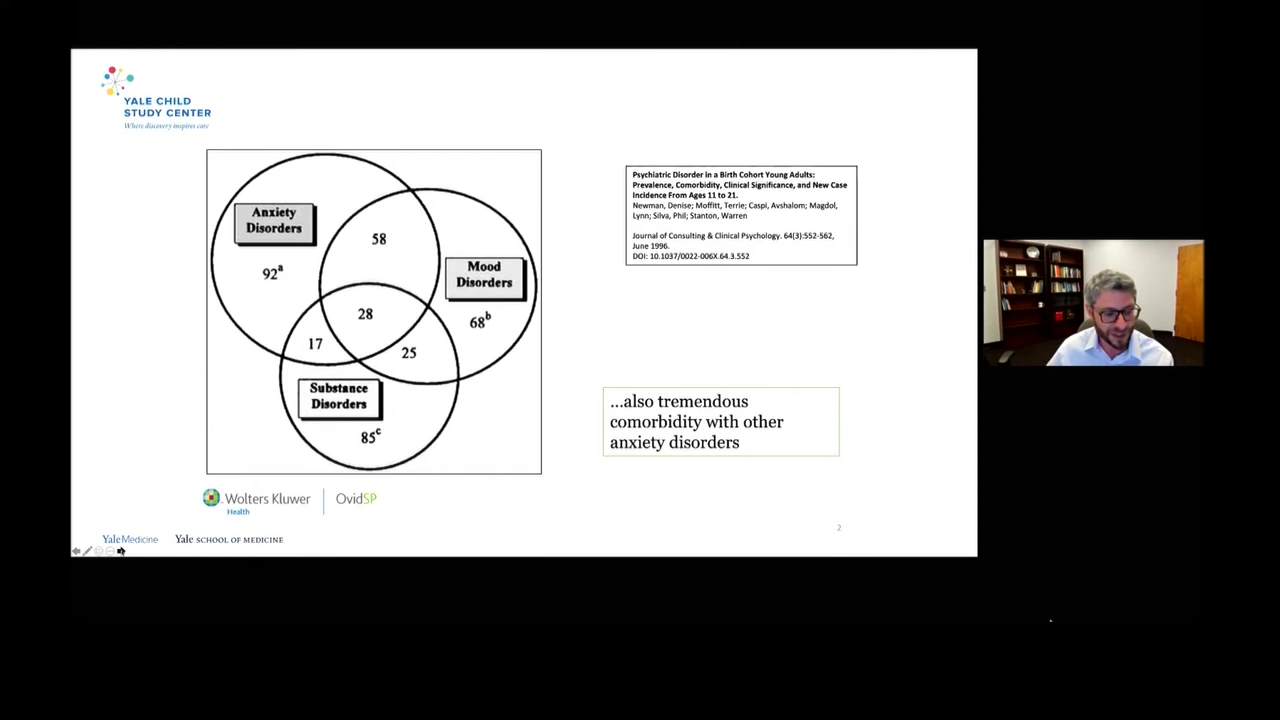 YALE CHILD
STUDY CENTER
Where discovery inspires care
Anxiety
Disorders
92a
58
Mood
Disorders
68b
28
17
25
Substance
Disorders
85c
Psychiatric Disorder in a Birth Cohort Young Adults:
Prevalence, Comorbidity, Clinical Significance, and New Case
Incidence From Ages 11 to 21.
Newman, Denise; Moffitt, Terrie; Caspi, Avshalom; Magdol,
Lynn; Silva, Phil; Stanton, Warren
Journal of Consulting & Clinical Psychology. 64(3):552-562,
June 1996.
DOI: 10.1037/0022-006X.64.3.552
...also tremendous
comorbidity with other
anxiety disorders
Wolters Kluwer
Health
OvidSP
2
YaleMedicine
Yale SCHOOL OF MEDICINE